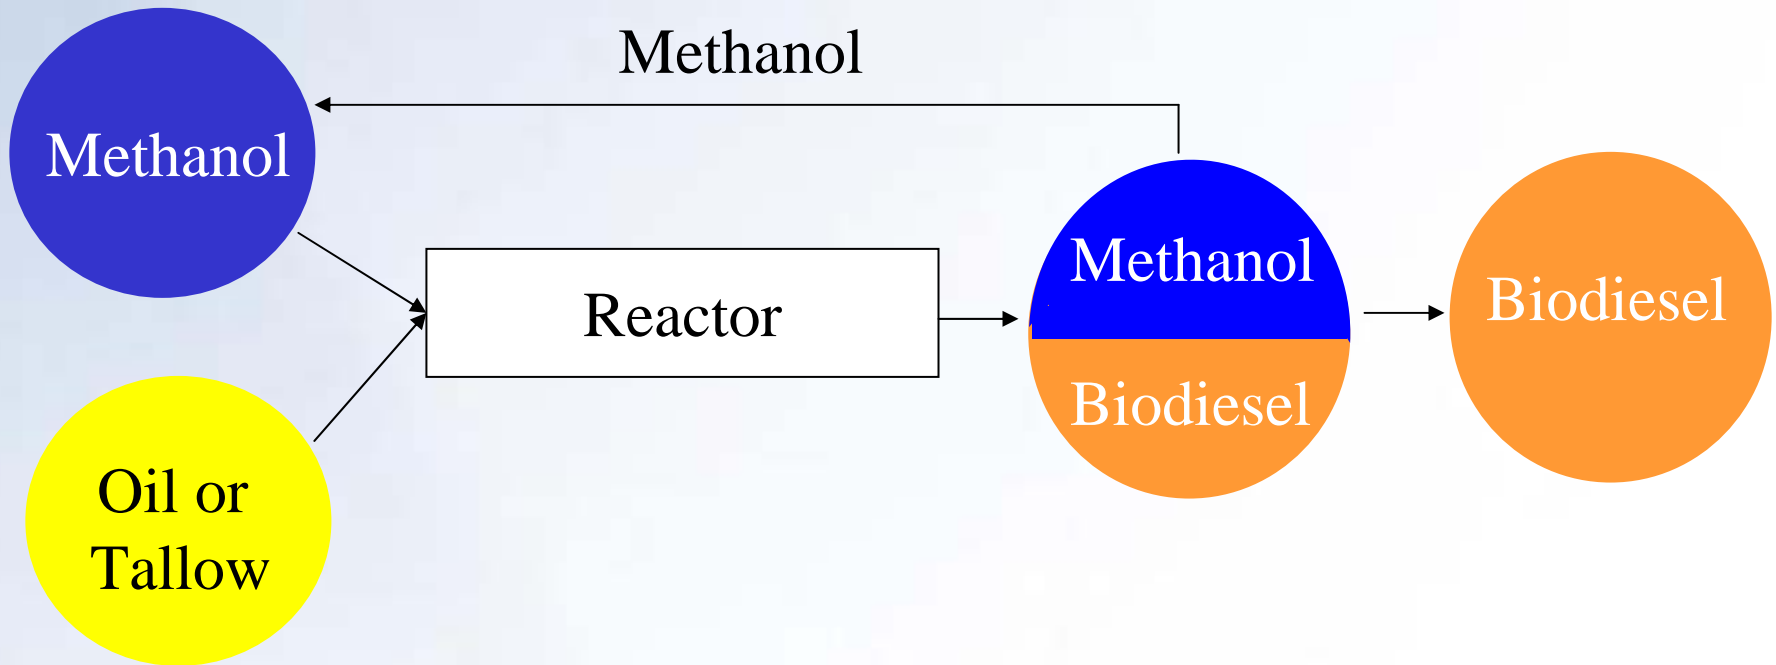 Methanol
Methanol
Reactor
Methanol
Biodiesel
Biodiesel
Oil or
Tallow